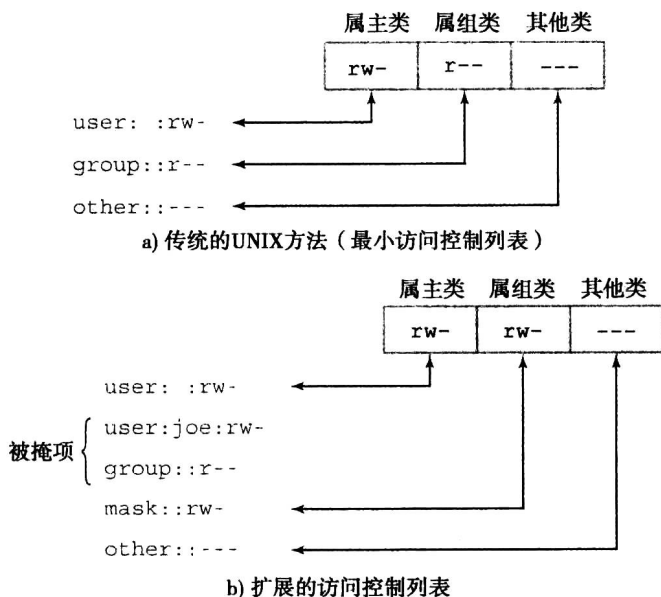 属主类 属组类 其他类
rw- r-- ---
user: :rw-
group::r--
other::---
a) 传统的UNIX方法（最小访问控制列表）
属主类 属组类 其他类
rw- rw- ---
user: :rw-
被掩项
user:joe:rw-
group::r--
mask::rw-
other::---
b) 扩展的访问控制列表